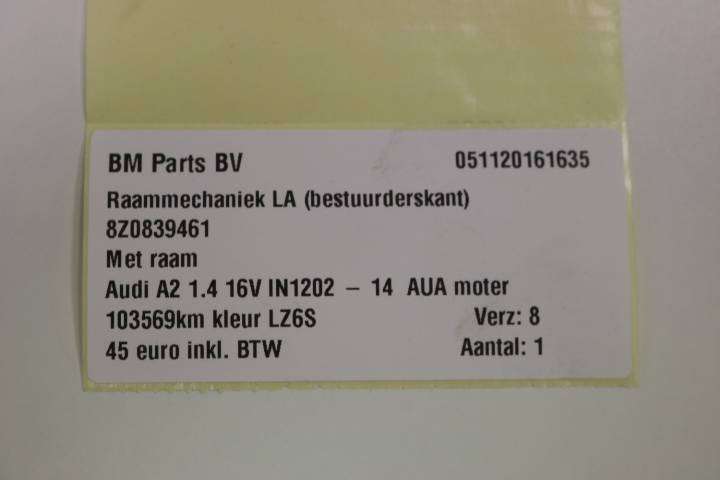 BM Parts BV 051120161635
Raammechaniek LA (bestuurderskant)
8Z0839461
Met raam
Audi A2 1.4 16V IN1202 – 14 AUA moter
103569km kleur LZ6S Verz: 8
45 euro inkl. BTW Aantal: 1